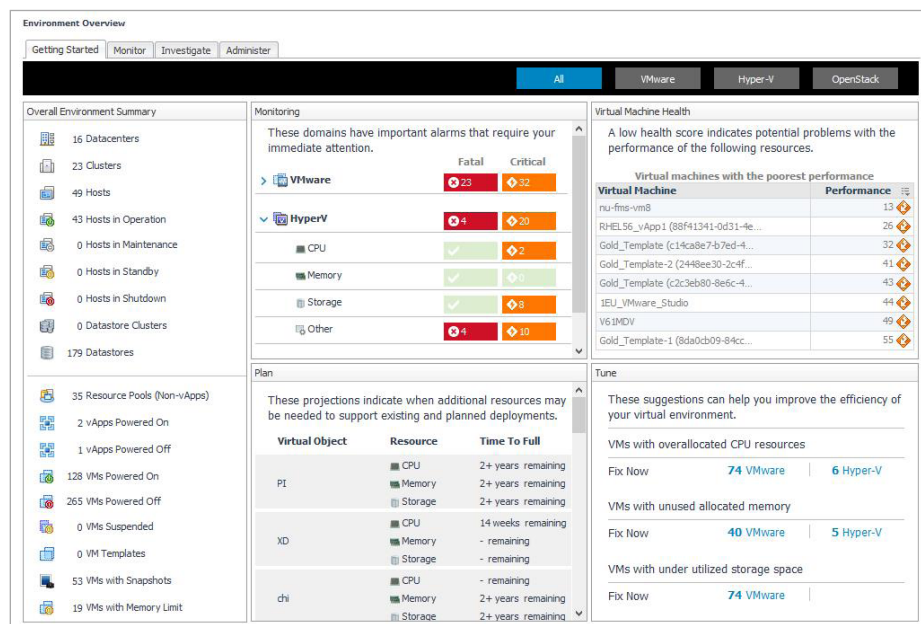 Environment Overview
Getting Started Monitor Investigate Administer
All VMware Hyper-V OpenStack
Overall Environment Summary
16 Datacenters
23 Clusters
49 Hosts
43 Hosts in Operation
0 Hosts in Maintenance
0 Hosts in Standby
0 Hosts in Shutdown
0 Datastore Clusters
179 Datastores
35 Resource Pools (Non-vApps)
2 vApps Powered On
1 vApps Powered Off
128 VMs Powered On
265 VMs Powered Off
0 VMs Suspended
0 VM Templates
53 VMs with Snapshots
19 VMs with Memory Limit
Monitoring
These domains have important alarms that require your
immediate attention.
Fatal Critical
VMware 23 32
HyperV 4 20
CPU 2
Memory 0
Storage 8
Other 4 10
Virtual Machine Health
A low health score indicates potential problems with the
performance of the following resources.
Virtual machines with the poorest performance
Virtual Machine Performance
nu-fms-vm8 13
RHEL56_vApp1 (88f41341-0d31-4e... 26
Gold_Template (c14ca8e7-b7ed-4... 32
Gold_Template-2 (2448ee30-2c4f... 41
Gold_Template (c2c3eb80-8e6c-4... 43
1EU_VMware_Studio 44
V61MDV 49
Gold_Template-1 (8da0cb09-84cc... 55
Plan
These projections indicate when additional resources may
be needed to support existing and planned deployments.
Virtual Object Resource Time To Full
CPU 2+ years remaining
PI Memory 2+ years remaining
Storage 2+ years remaining
CPU 14 weeks remaining
XD Memory - remaining
Storage - remaining
CPU - remaining
chi Memory 2+ years remaining
Storage 2+ years remaining
Tune
These suggestions can help you improve the efficiency of
your virtual environment.
VMs with overallocated CPU resources
Fix Now 74 VMware 6 Hyper-V
VMs with unused allocated memory
Fix Now 40 VMware 5 Hyper-V
VMs with under utilized storage space
Fix Now 74 VMware